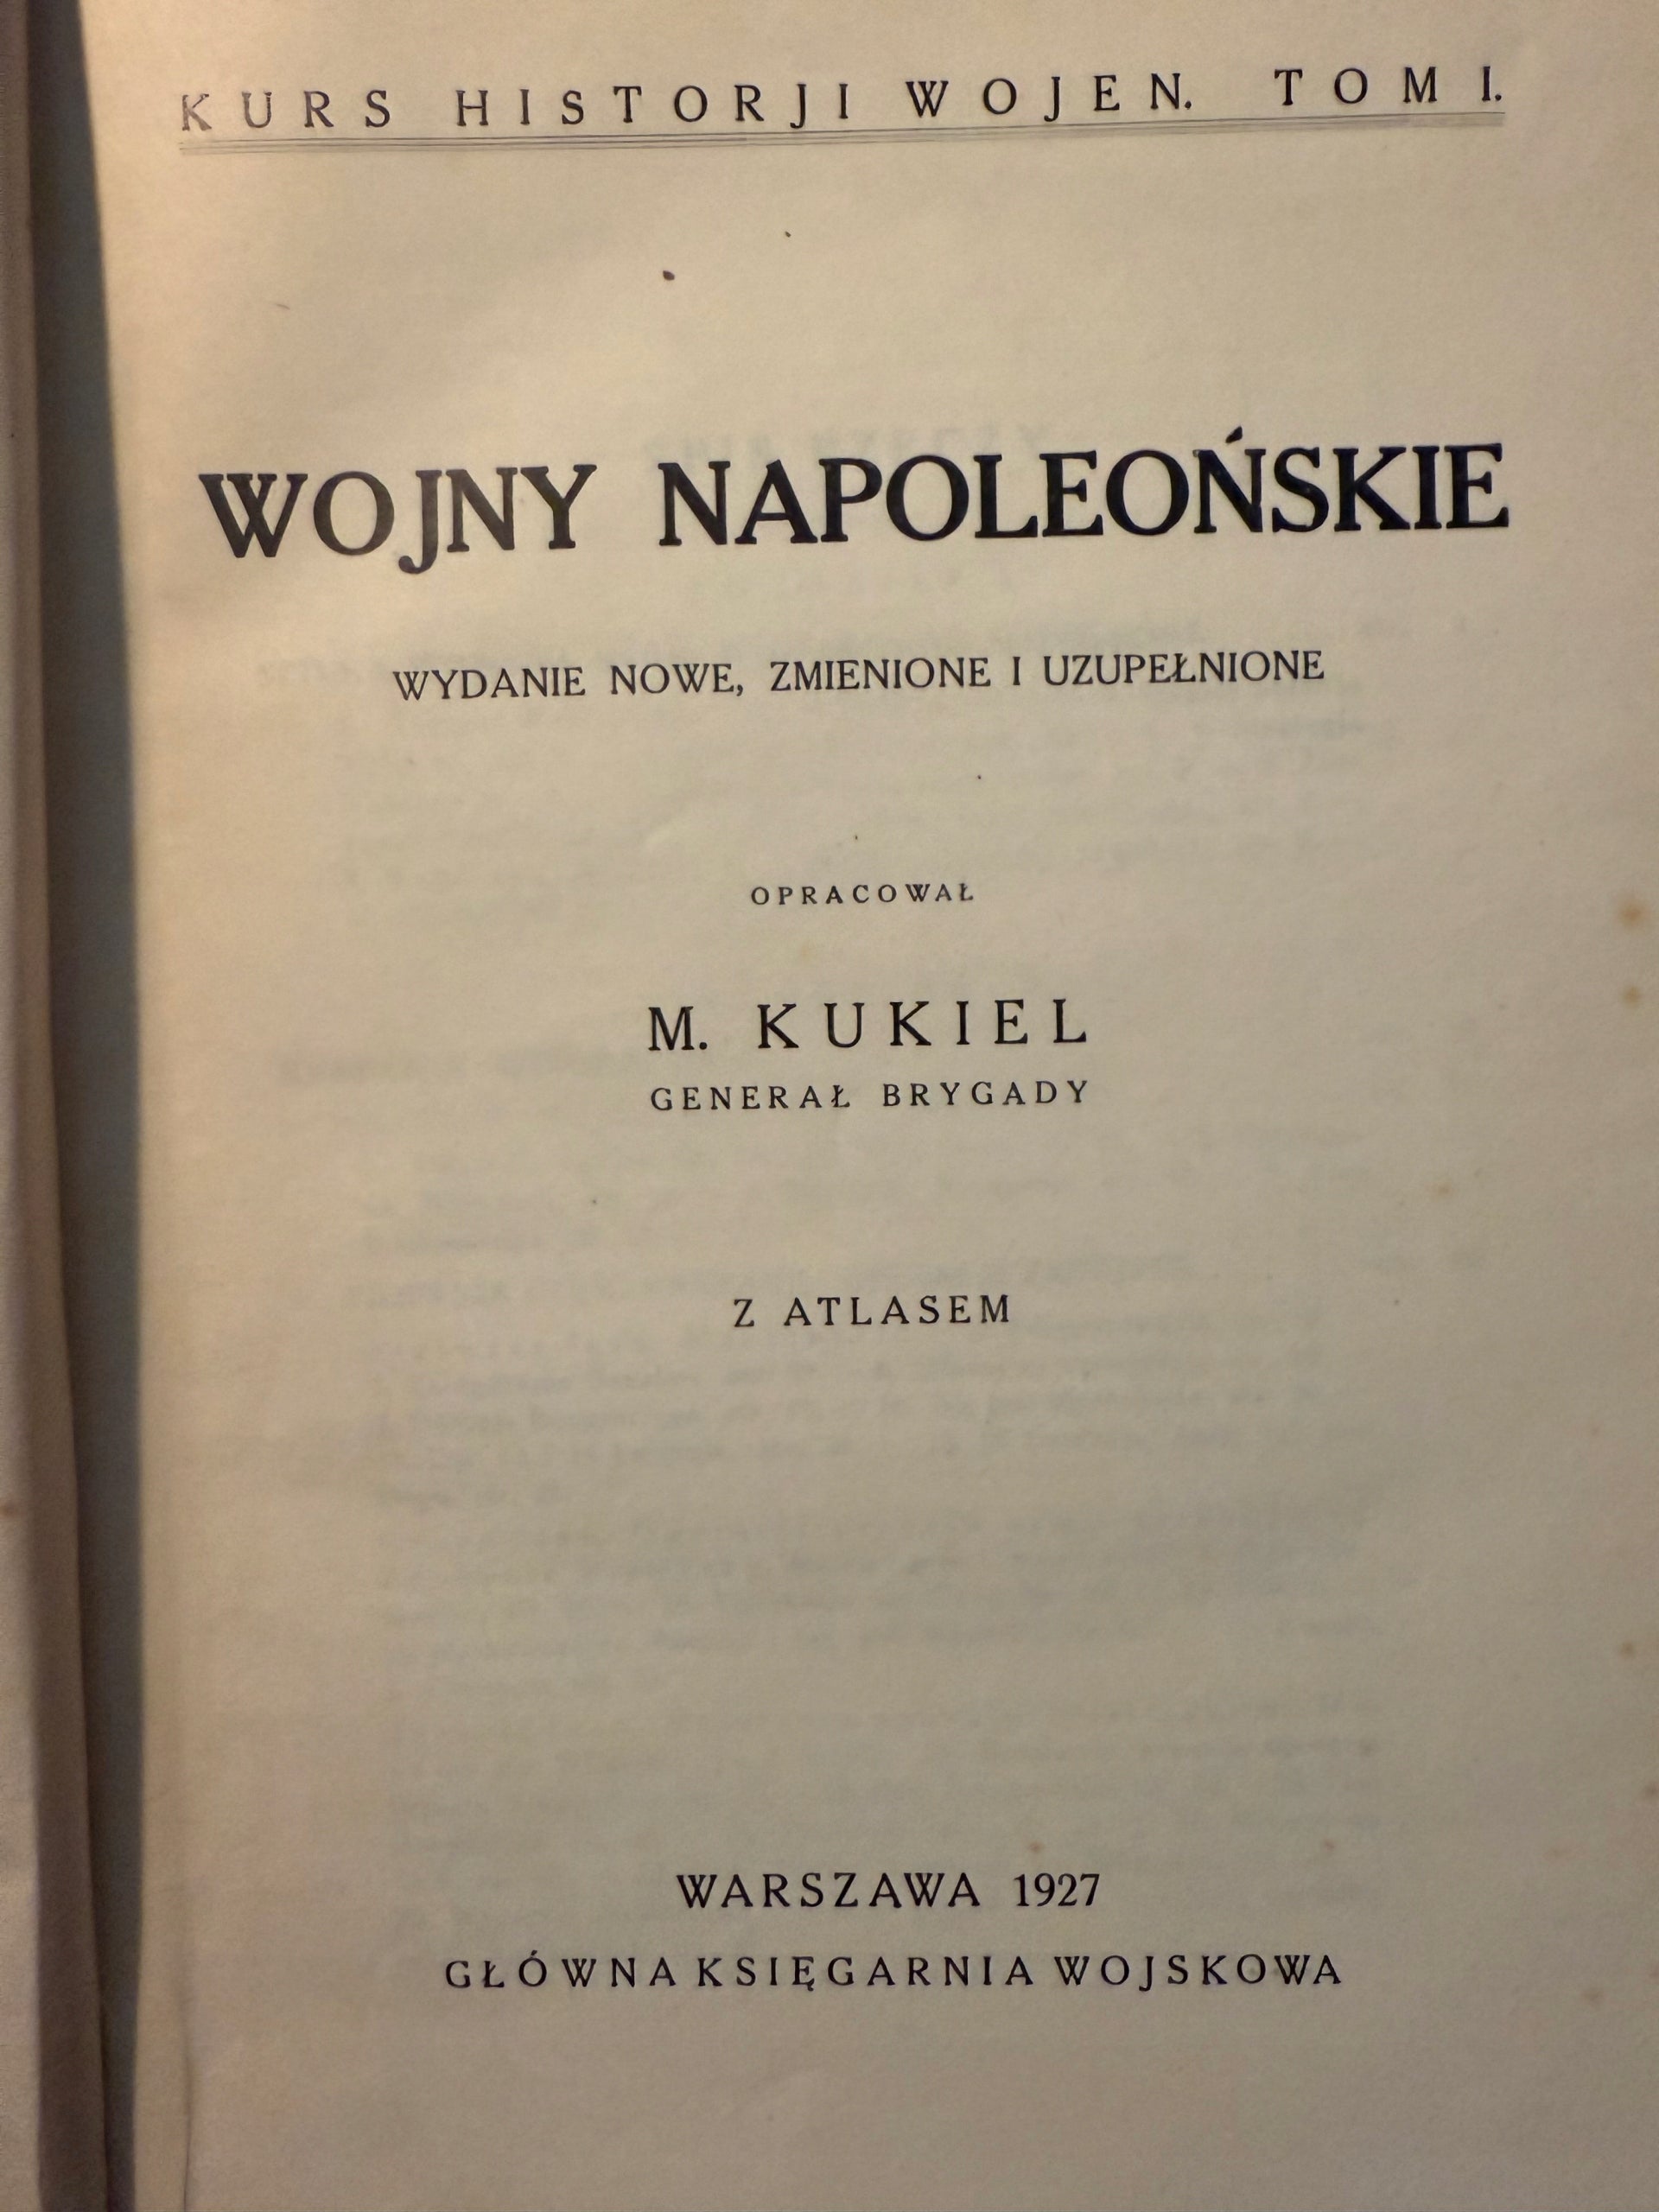 KURS HISTORJI WOJEN. TOM I.
WOJNY NAPOLEOŃSKIE
WYDANIE NOWE, ZMIENIONE I UZUPEŁNIONE
OPRACOWAŁ
M. KUKIEL
GENERAŁ BRYGADY
Z ATLASEM
WARSZAWA 1927
GŁÓWNA KSIĘGARNIA WOJSKOWA